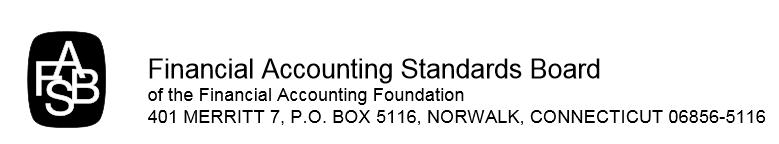 FASB
Financial Accounting Standards Board
of the Financial Accounting Foundation
401 MERRITT 7, P.O. BOX 5116, NORWALK, CONNECTICUT 06856-5116